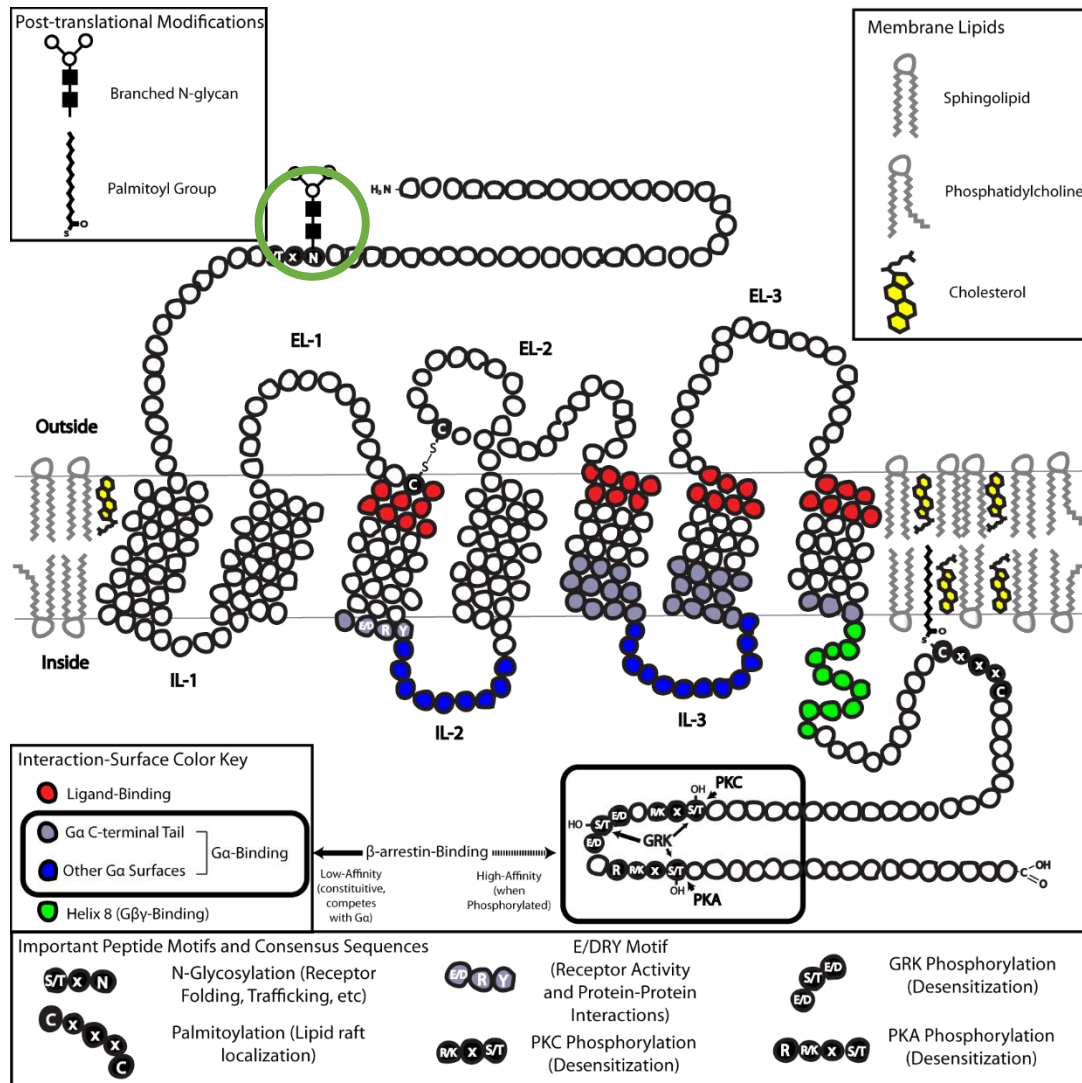 Post-translational Modifications
Branched N-glycan
Palmitoyl Group
S
O
Membrane Lipids
Sphingolipid
Phosphatidylcholine
Cholesterol
H₃N
T X N
EL-1
EL-2
EL-3
C
S
S
C
Outside
Inside
E/D R Y
IL-1
IL-2
IL-3
S
O
C X X X C
Interaction-Surface Color Key
Ligand-Binding
Gα C-terminal Tail
Other Gα Surfaces
Gα-Binding
Helix 8 (Gβγ-Binding)
β-arrestin-Binding
Low-Affinity
(constituitive,
competes
with Gα)
High-Affinity
(when
Phosphorylated)
OH
PKC
E/D R/K X S/T
HO
S/T
GRK
E/D
R R/K X S/T
OH
PKA
C OH
O
Important Peptide Motifs and Consensus Sequences
S/T X N
N-Glycosylation (Receptor
Folding, Trafficking, etc)
C X X X C
Palmitoylation (Lipid raft
localization)
E/D R Y
E/DRY Motif
(Receptor Activity
and Protein-Protein
Interactions)
R/K X S/T
PKC Phosphorylation
(Desensitization)
E/D
S/T
E/D
GRK Phosphorylation
(Desensitization)
R R/K X S/T
PKA Phosphorylation
(Desensitization)